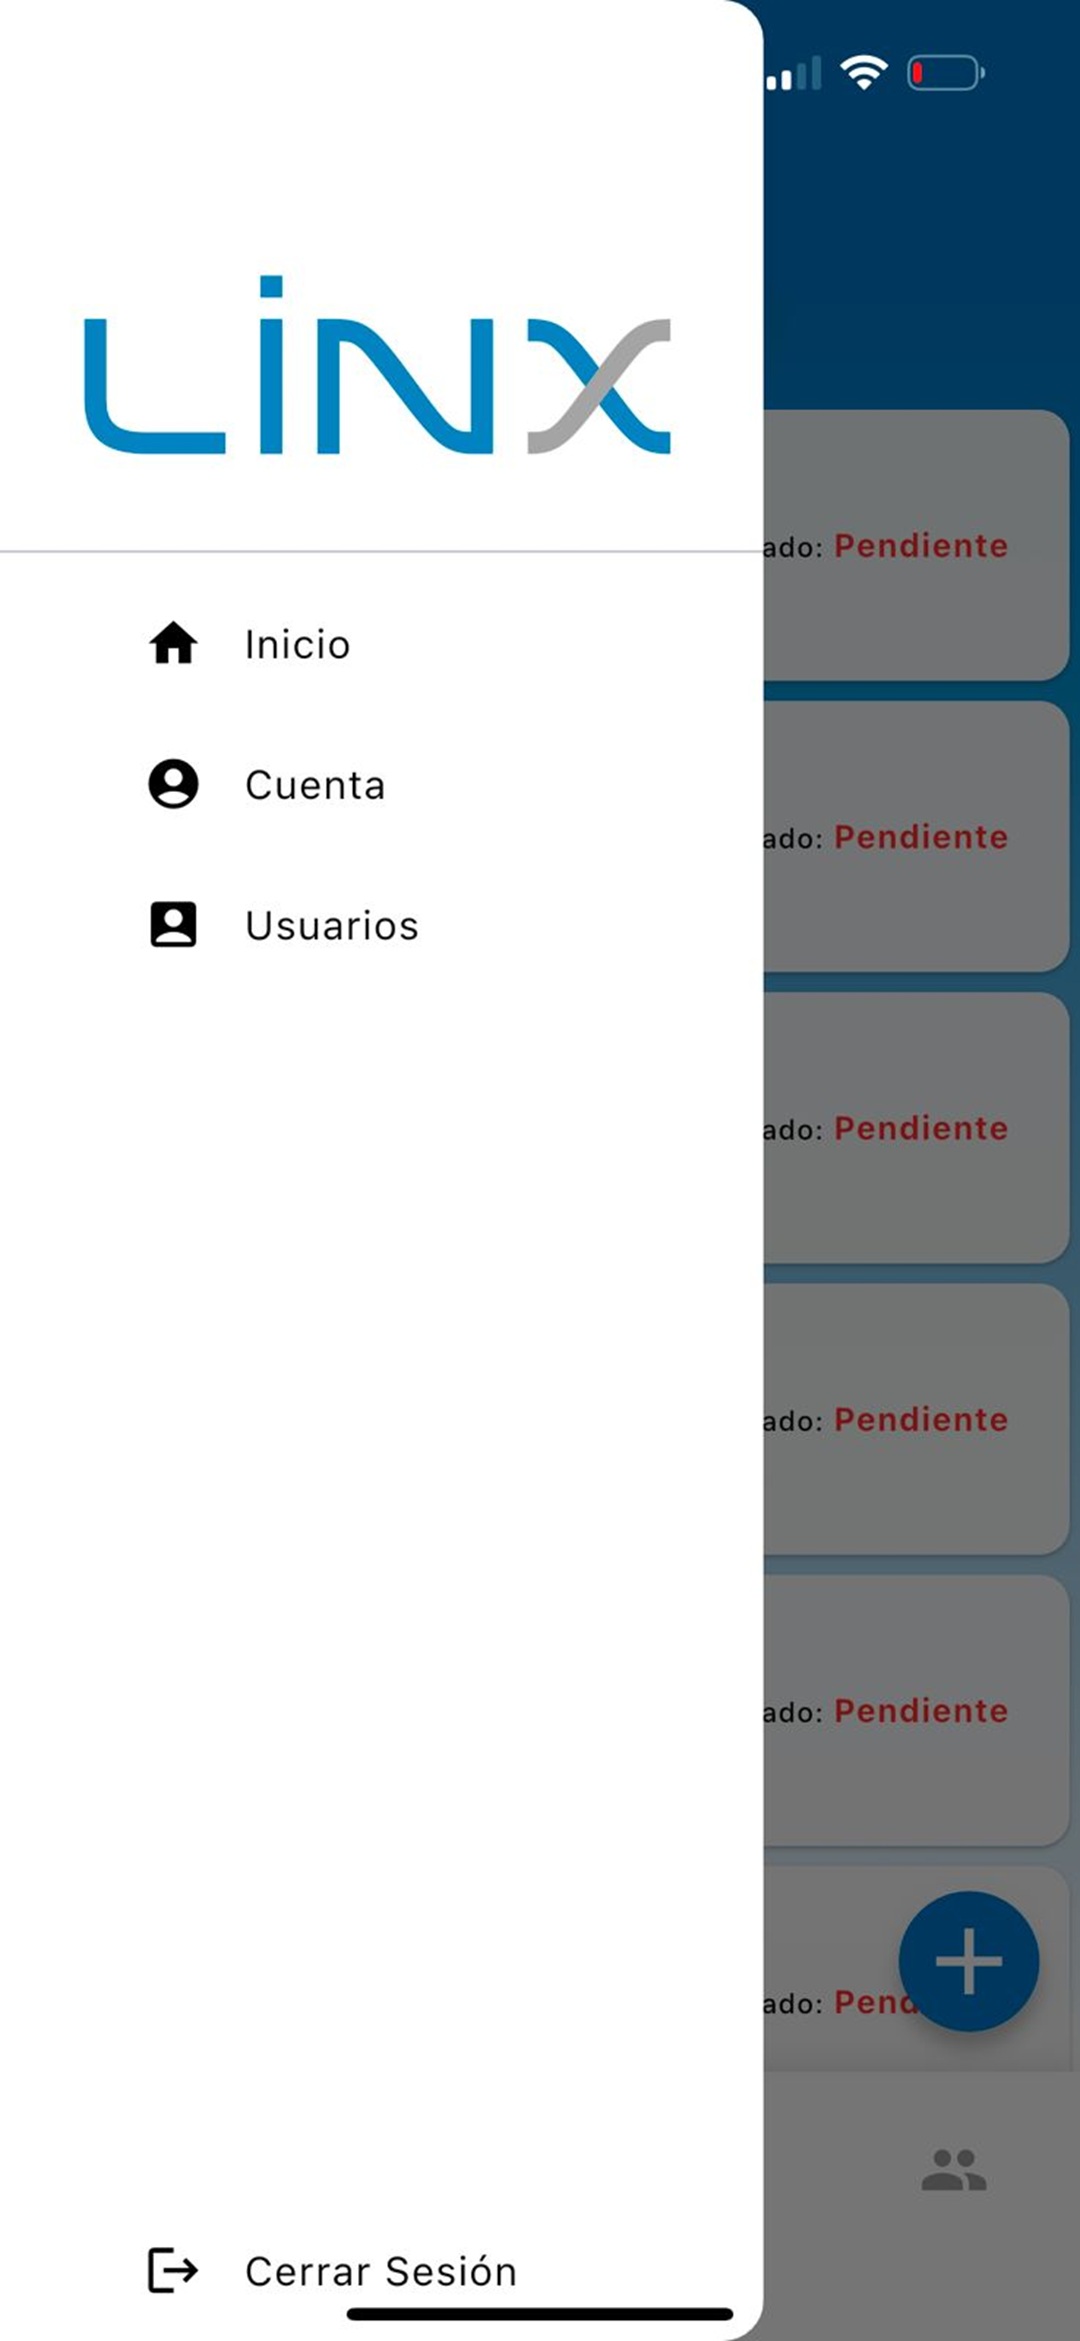 LiNX
ado: Pendiente
Inicio
Cuenta
ado: Pendiente
Usuarios
ado: Pendiente
ado: Pendiente
ado: Pendiente
ado: Pend
Cerrar Sesión